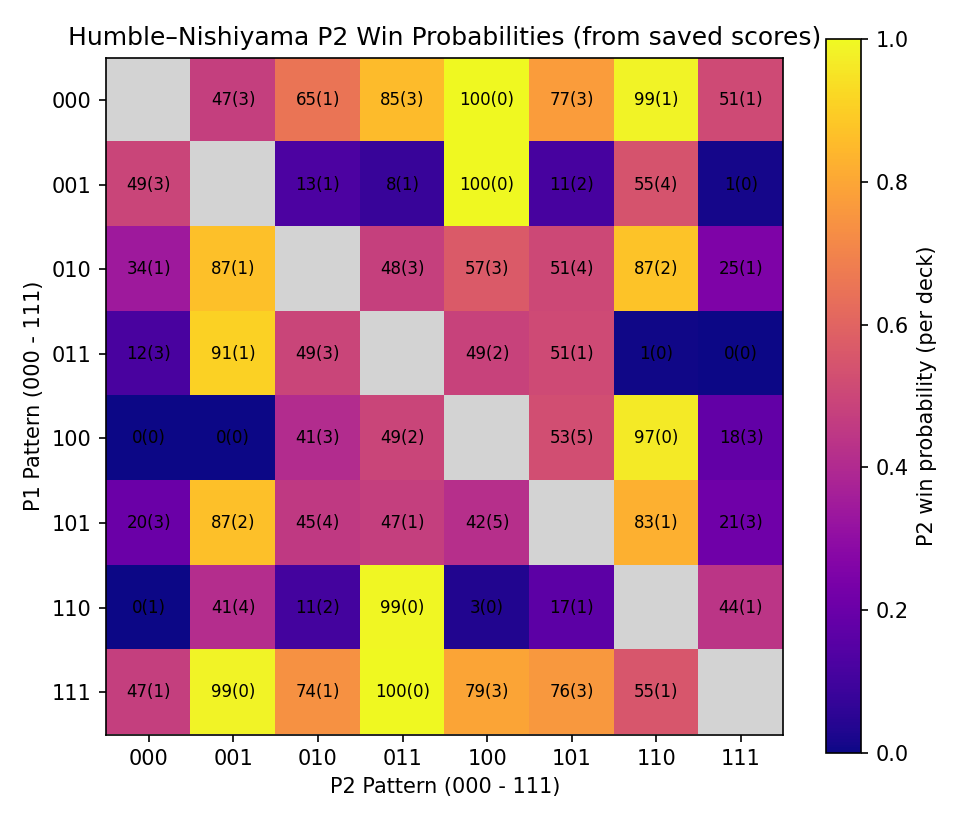 Humble–Nishiyama P2 Win Probabilities (from saved scores)
P1 Pattern (000 - 111)
000 47(3) 65(1) 85(3) 100(0) 77(3) 99(1) 51(1)
001 49(3) 13(1) 8(1) 100(0) 11(2) 55(4) 1(0)
010 34(1) 87(1) 48(3) 57(3) 51(4) 87(2) 25(1)
011 12(3) 91(1) 49(3) 49(2) 51(1) 1(0) 0(0)
100 0(0) 0(0) 41(3) 49(2) 53(5) 97(0) 18(3)
101 20(3) 87(2) 45(4) 47(1) 42(5) 83(1) 21(3)
110 0(1) 41(4) 11(2) 99(0) 3(0) 17(1) 44(1)
111 47(1) 99(0) 74(1) 100(0) 79(3) 76(3) 55(1)
000 001 010 011 100 101 110 111
P2 Pattern (000 - 111)
1.0
0.8
0.6
0.4
0.2
0.0
P2 win probability (per deck)